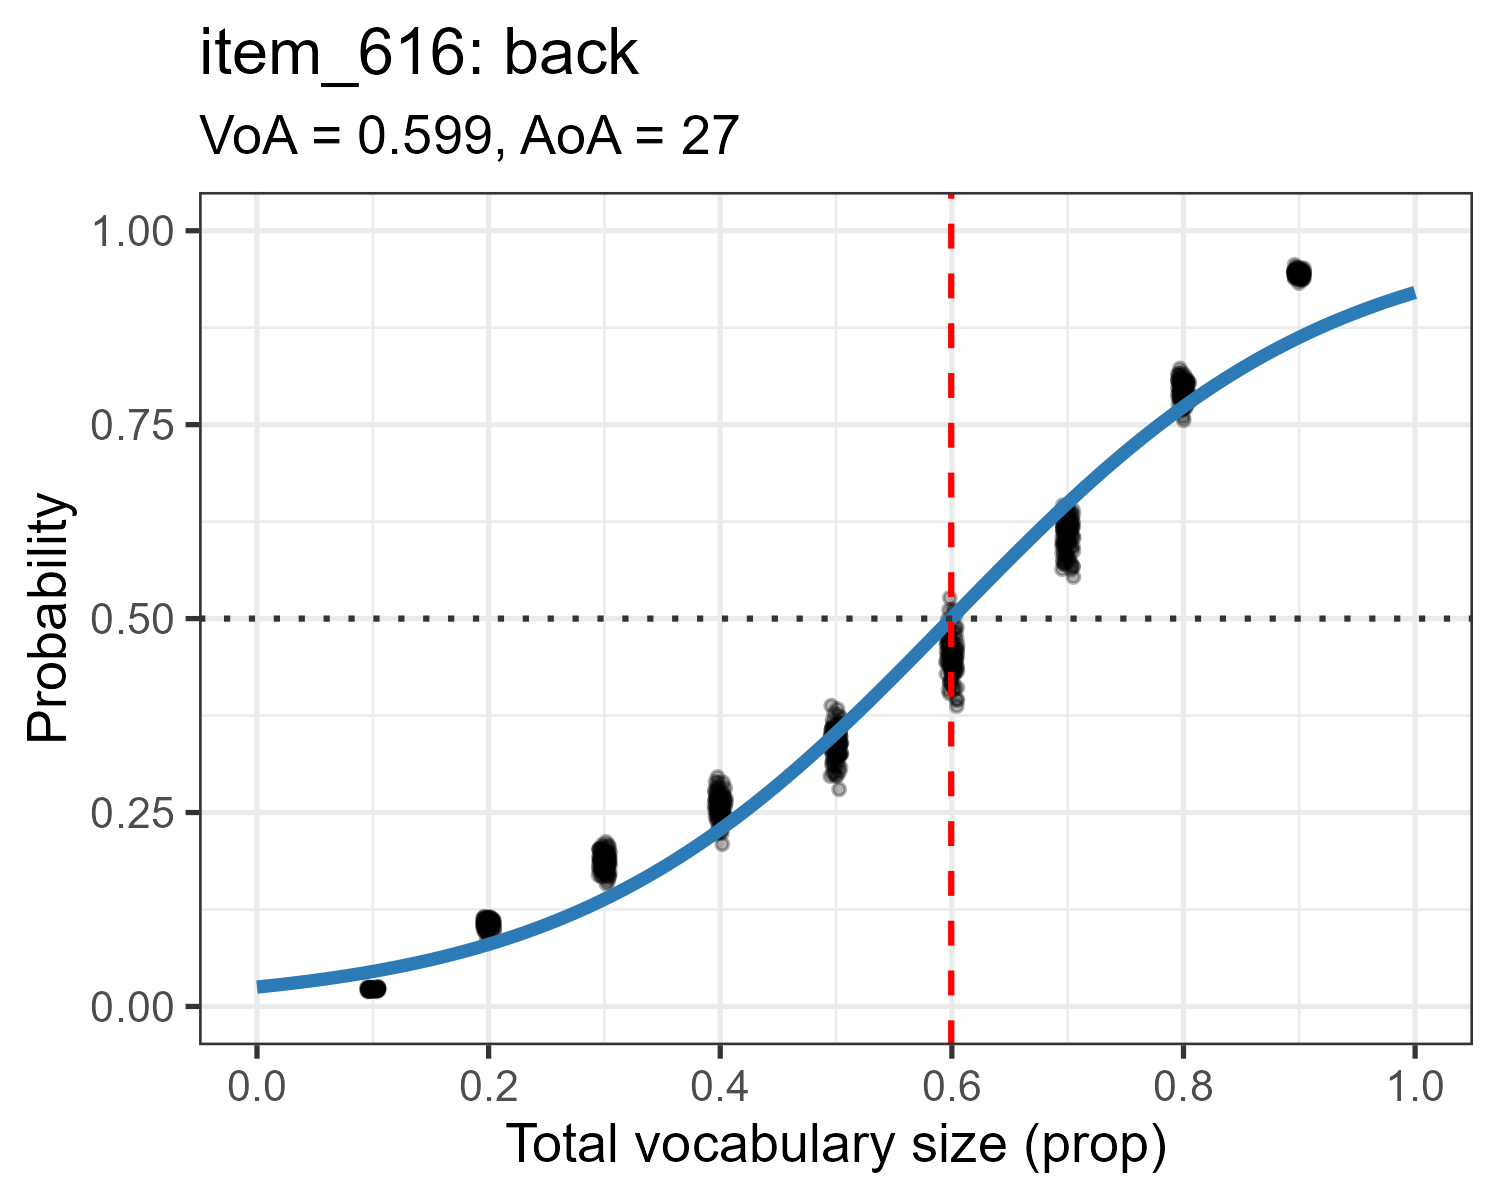 item_616: back
VoA = 0.599, AoA = 27
1.00
0.75
0.50
0.25
0.00
Probability
0.0 0.2 0.4 0.6 0.8 1.0
Total vocabulary size (prop)